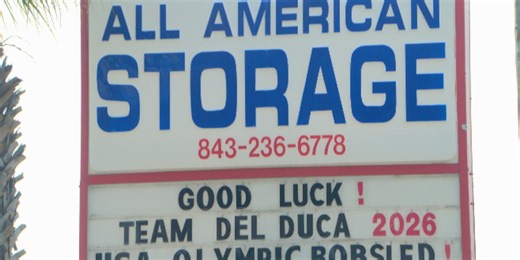 ALL AMERICAN
STORAGE
843-236-6778
GOOD LUCK !
TEAM DEL DUCA 2026
USA OLYMPIC BOBSLED !